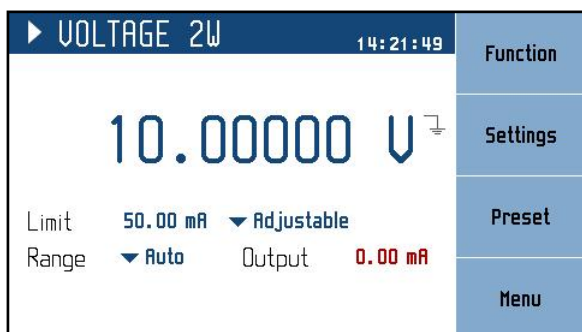 VOLTAGE 2W 14:21:49
Function
10.00000 V
Settings
Limit 50.00 mA Adjustable
Preset
Range Auto Output 0.00 mA
Menu